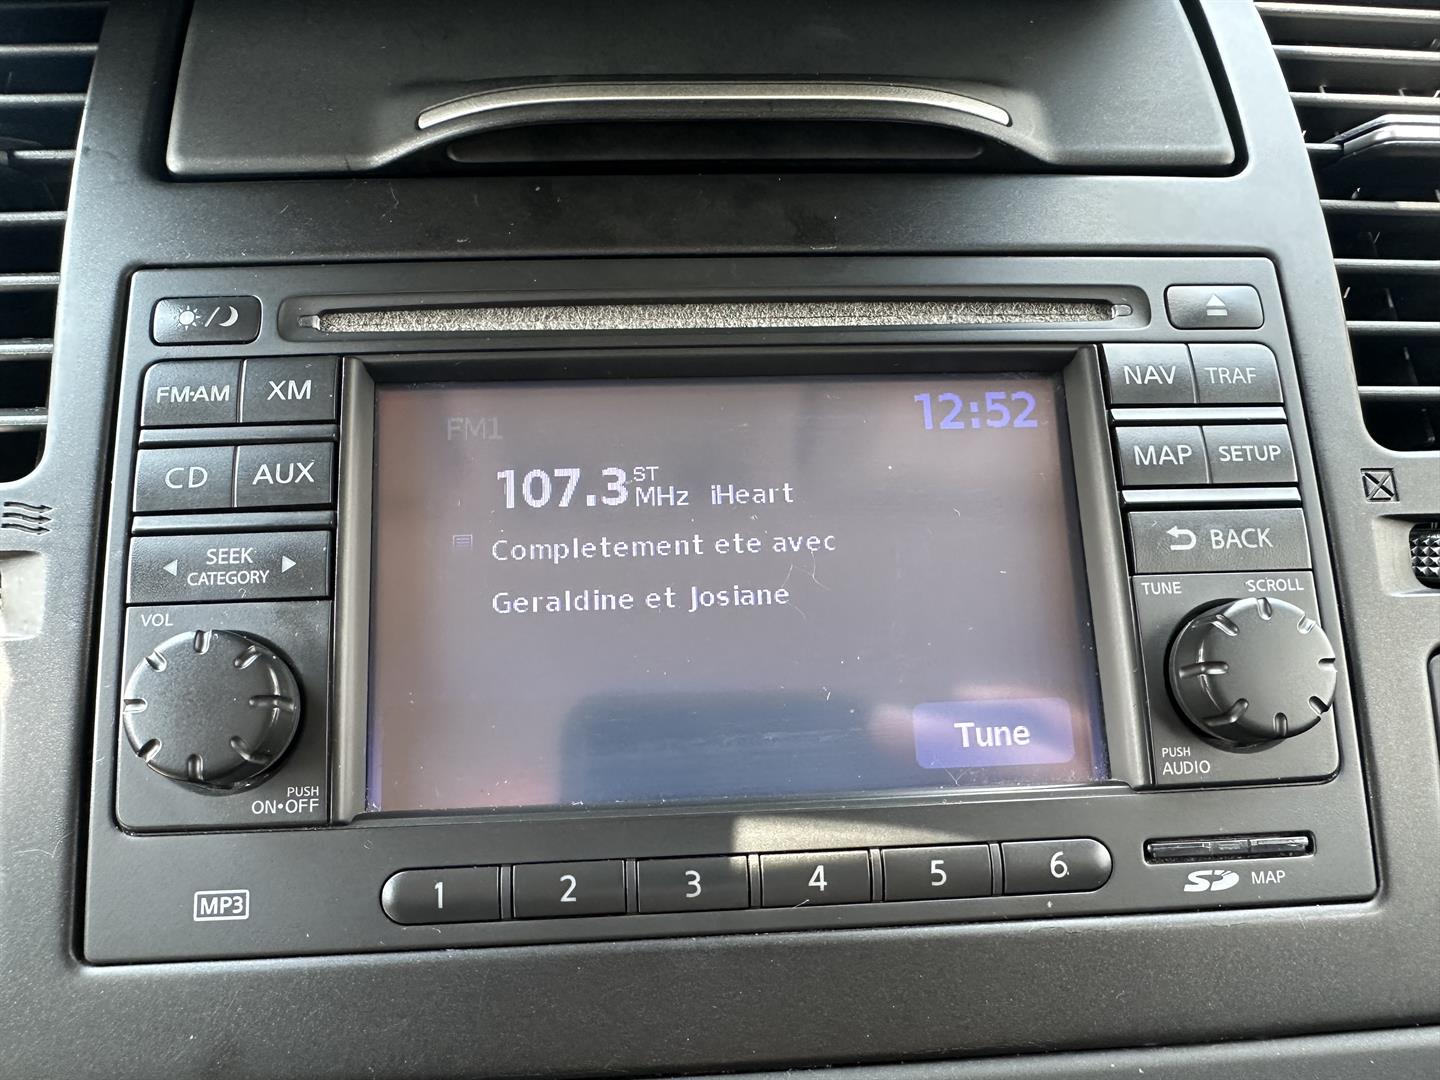 FM·AM XM
CD AUX
SEEK
CATEGORY
VOL
PUSH
ON•OFF
MP3
FM1
12:52
107.3 ST MHz iHeart
Completement ete avec
Geraldine et Josiane
Tune
NAV TRAF
MAP SETUP
BACK
TUNE SCROLL
PUSH
AUDIO
1 2 3 4 5 6
SD MAP